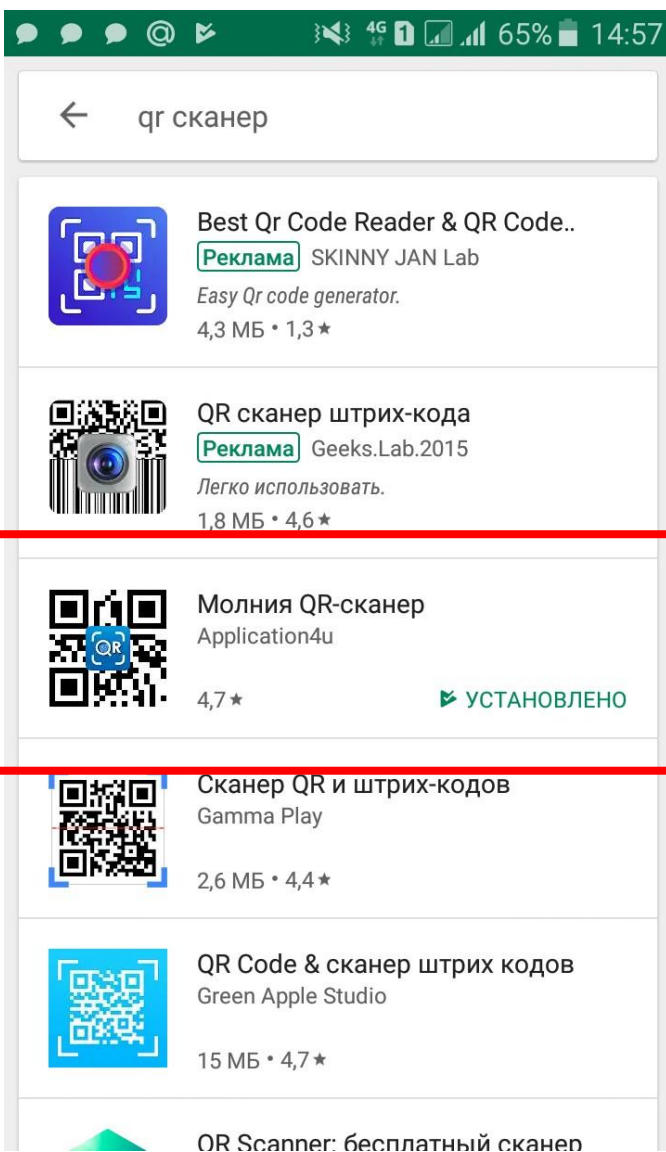 4G 1 65% 14:57
qr сканер
Best Qr Code Reader & QR Code..
Реклама SKINNY JAN Lab
Easy Qr code generator.
4,3 МБ • 1,3★
QR сканер штрих-кода
Реклама Geeks.Lab.2015
Легко использовать.
1,8 МБ • 4,6★
Молния QR-сканер
QR
Application4u
4,7★ УСТАНОВЛЕНО
Сканер QR и штрих-кодов
Gamma Play
2,6 МБ • 4,4★
QR Code & сканер штрих кодов
Green Apple Studio
15 МБ • 4,7★
QR Scanner: бесплатный сканер